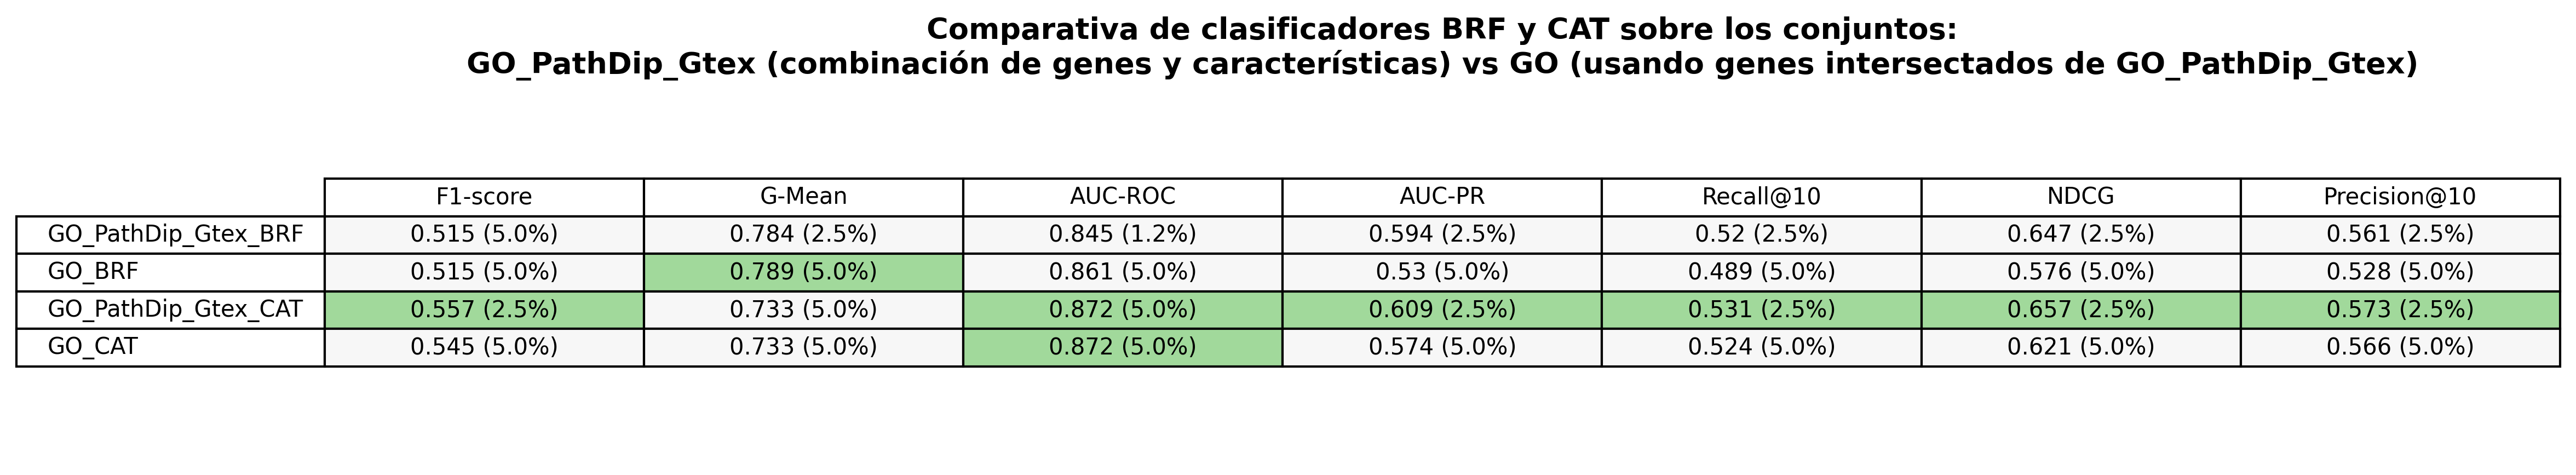 Comparativa de clasificadores BRF y CAT sobre los conjuntos:
GO_PathDip_Gtex (combinación de genes y características) vs GO (usando genes intersectados de GO_PathDip_Gtex)
F1-score G-Mean AUC-ROC AUC-PR Recall@10 NDCG Precision@10
GO_PathDip_Gtex_BRF 0.515 (5.0%) 0.784 (2.5%) 0.845 (1.2%) 0.594 (2.5%) 0.52 (2.5%) 0.647 (2.5%) 0.561 (2.5%)
GO_BRF 0.515 (5.0%) 0.789 (5.0%) 0.861 (5.0%) 0.53 (5.0%) 0.489 (5.0%) 0.576 (5.0%) 0.528 (5.0%)
GO_PathDip_Gtex_CAT 0.557 (2.5%) 0.733 (5.0%) 0.872 (5.0%) 0.609 (2.5%) 0.531 (2.5%) 0.657 (2.5%) 0.573 (2.5%)
GO_CAT 0.545 (5.0%) 0.733 (5.0%) 0.872 (5.0%) 0.574 (5.0%) 0.524 (5.0%) 0.621 (5.0%) 0.566 (5.0%)